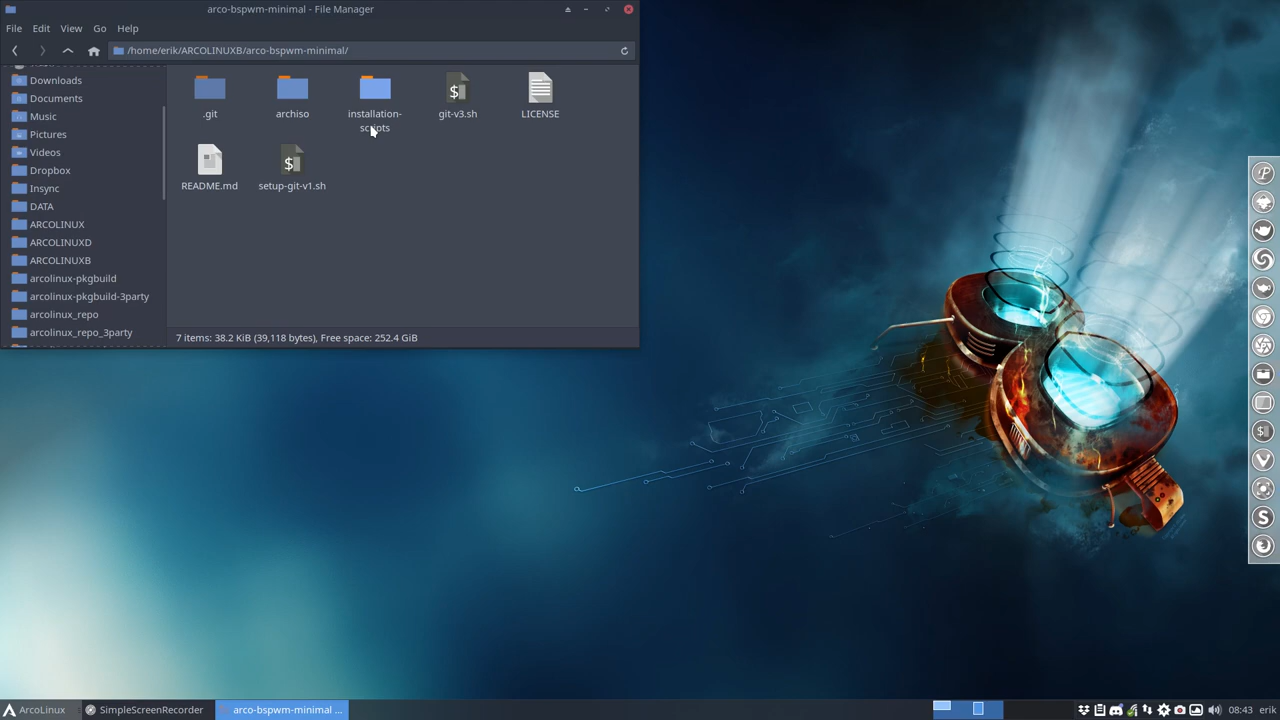 arco-bspwm-minimal - File Manager
File Edit View Go Help
/home/erik/ARCOLINUXB/arco-bspwm-minimal/
Downloads
Documents
Music
Pictures
Videos
Dropbox
Insync
DATA
ARCOLINUX
ARCOLINUXD
ARCOLINUXB
arcolinux-pkgbuild
arcolinux-pkgbuild-3party
arcolinux_repo
arcolinux_repo_3party
.git
archiso
installation-
scripts
git-v3.sh
LICENSE
README.md
setup-git-v1.sh
7 items: 38.2 KiB (39,118 bytes), Free space: 252.4 GiB
ArcoLinux
SimpleScreenRecorder
arco-bspwm-minimal ...
08:43 erik